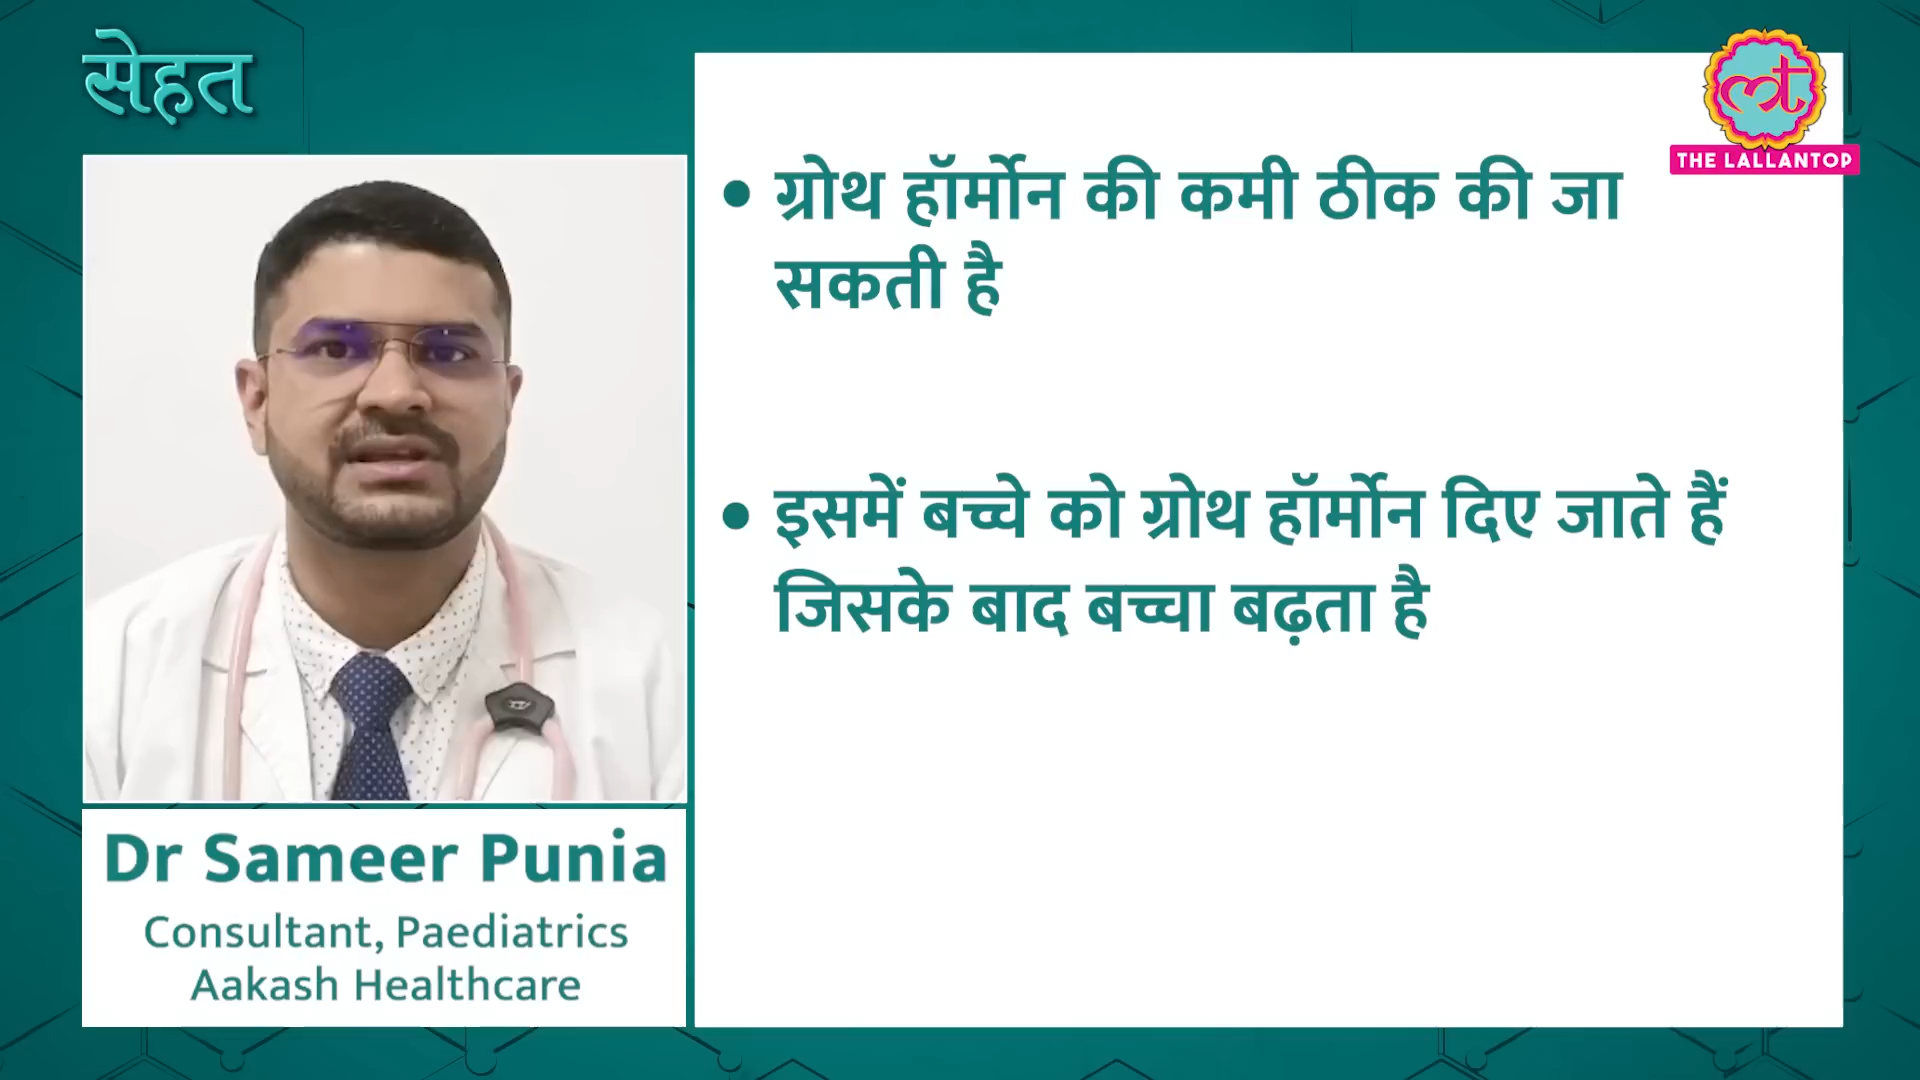 सेहत
THE LALLANTOP
• ग्रोथ हॉर्मोन की कमी ठीक की जा
सकती है
• इसमें बच्चे को ग्रोथ हॉर्मोन दिए जाते हैं
जिसके बाद बच्चा बढ़ता है
Dr Sameer Punia
Consultant, Paediatrics
Aakash Healthcare